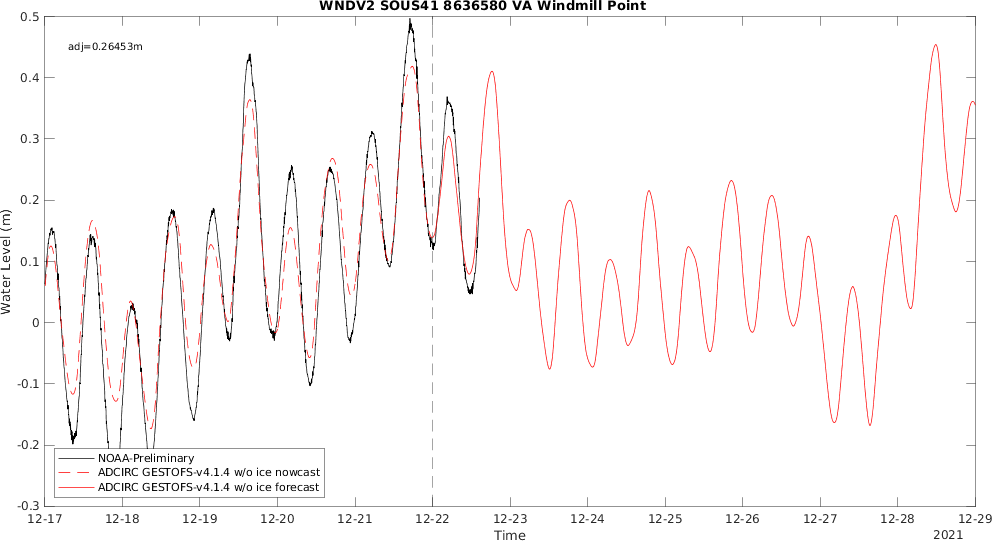 WNDV2 SOUS41 8636580 VA Windmill Point
adj=0.26453m
0.5
0.4
0.3
0.2
0.1
0
-0.1
-0.2
-0.3
Water Level (m)
NOAA-Preliminary
ADCIRC GESTOFS-v4.1.4 w/o ice nowcast
ADCIRC GESTOFS-v4.1.4 w/o ice forecast
12-17 12-18 12-19 12-20 12-21 12-22 12-23 12-24 12-25 12-26 12-27 12-28 12-29
Time
2021